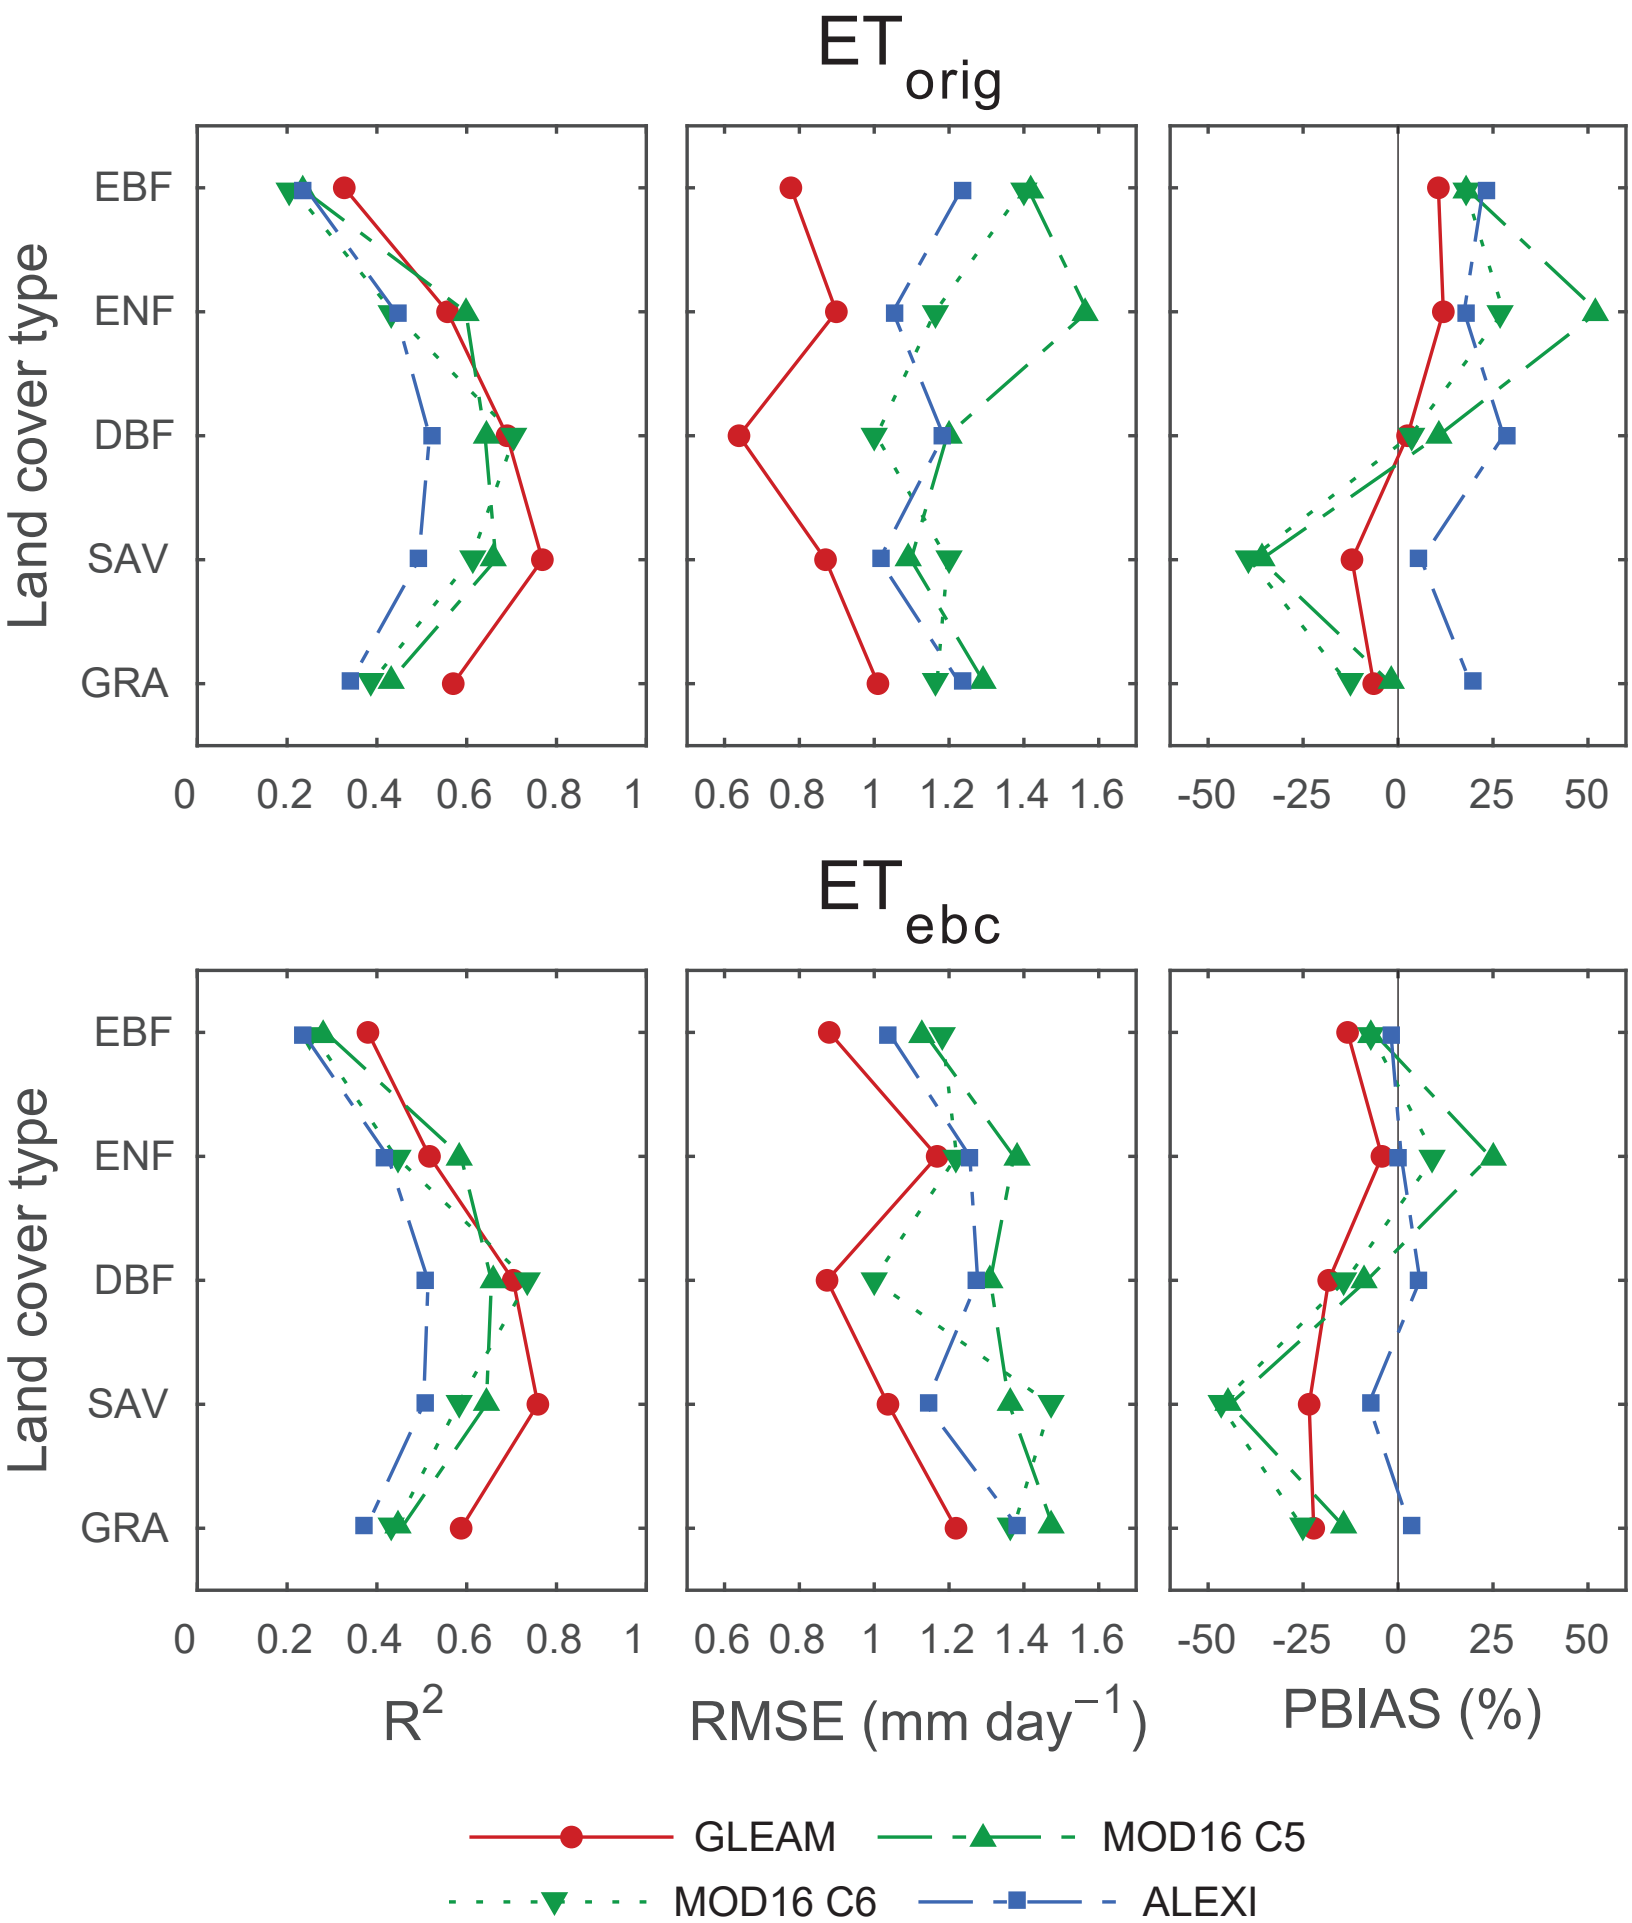 ET orig
Land cover type
EBF
ENF
DBF
SAV
GRA
0 0.2 0.4 0.6 0.8 1
0.6 0.8 1 1.2 1.4 1.6
-50 -25 0 25 50
ET ebc
Land cover type
EBF
ENF
DBF
SAV
GRA
0 0.2 0.4 0.6 0.8 1
0.6 0.8 1 1.2 1.4 1.6
-50 -25 0 25 50
R²
RMSE (mm day⁻¹)
PBIAS (%)
GLEAM
MOD16 C5
MOD16 C6
ALEXI